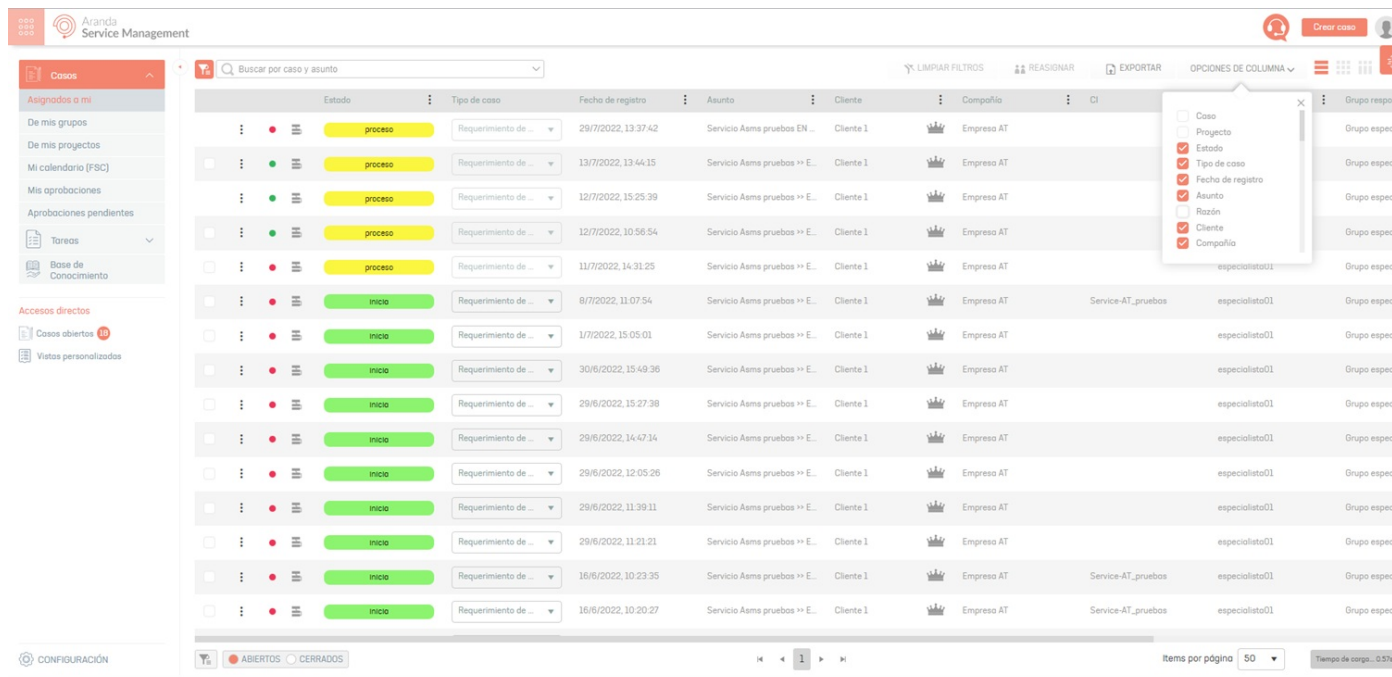 Aranda
Service Management
Crear caso
Casos
Asignados a mi
De mis grupos
De mis proyectos
Mi calendario (FSC)
Mis aprobaciones
Aprobaciones pendientes
Tareas
Base de
Conocimiento
Accesos directos
Casos abiertos 18
Vistas personalizadas
CONFIGURACIÓN
Buscar por caso y asunto
LIMPIAR FILTROS REASIGNAR EXPORTAR OPCIONES DE COLUMNA
Estado Tipo de caso Fecha de registro Asunto Cliente Compañía CI Grupo respo
Caso
Proyecto
Estado
Tipo de caso
Fecha de registro
Asunto
Razón
Cliente
Compañía
proceso Requerimiento de ... 29/7/2022, 13:37:42 Servicio Asms pruebas EN ... Cliente 1 Empresa AT Grupo espec
proceso Requerimiento de ... 13/7/2022, 13:44:15 Servicio Asms pruebas >> E... Cliente 1 Empresa AT Grupo espec
proceso Requerimiento de ... 12/7/2022, 15:25:39 Servicio Asms pruebas >> E... Cliente 1 Empresa AT Grupo espec
proceso Requerimiento de ... 12/7/2022, 10:56:54 Servicio Asms pruebas >> E... Cliente 1 Empresa AT Grupo espec
proceso Requerimiento de ... 11/7/2022, 14:31:25 Servicio Asms pruebas >> E... Cliente 1 Empresa AT especialista01 Grupo espec
inicio Requerimiento de ... 8/7/2022, 11:07:54 Servicio Asms pruebas >> E... Cliente 1 Empresa AT Service-AT_pruebas especialista01 Grupo espec
inicio Requerimiento de ... 1/7/2022, 15:05:01 Servicio Asms pruebas >> E... Cliente 1 Empresa AT especialista01 Grupo espec
inicio Requerimiento de ... 30/6/2022, 15:49:36 Servicio Asms pruebas >> E... Cliente 1 Empresa AT especialista01 Grupo espec
inicio Requerimiento de ... 29/6/2022, 15:27:38 Servicio Asms pruebas >> E... Cliente 1 Empresa AT especialista01 Grupo espec
inicio Requerimiento de ... 29/6/2022, 14:47:14 Servicio Asms pruebas >> E... Cliente 1 Empresa AT especialista01 Grupo espec
inicio Requerimiento de ... 29/6/2022, 12:05:26 Servicio Asms pruebas >> E... Cliente 1 Empresa AT especialista01 Grupo espec
inicio Requerimiento de ... 29/6/2022, 11:39:11 Servicio Asms pruebas >> E... Cliente 1 Empresa AT especialista01 Grupo espec
inicio Requerimiento de ... 29/6/2022, 11:21:21 Servicio Asms pruebas >> E... Cliente 1 Empresa AT especialista01 Grupo espec
inicio Requerimiento de ... 16/6/2022, 10:23:35 Servicio Asms pruebas >> E... Cliente 1 Empresa AT Service-AT_pruebas especialista01 Grupo espec
inicio Requerimiento de ... 16/6/2022, 10:20:27 Servicio Asms pruebas >> E... Cliente 1 Empresa AT Service-AT_pruebas especialista01 Grupo espec
ABIERTOS CERRADOS 1 Items por página 50 Tiempo de carga... 0.57s